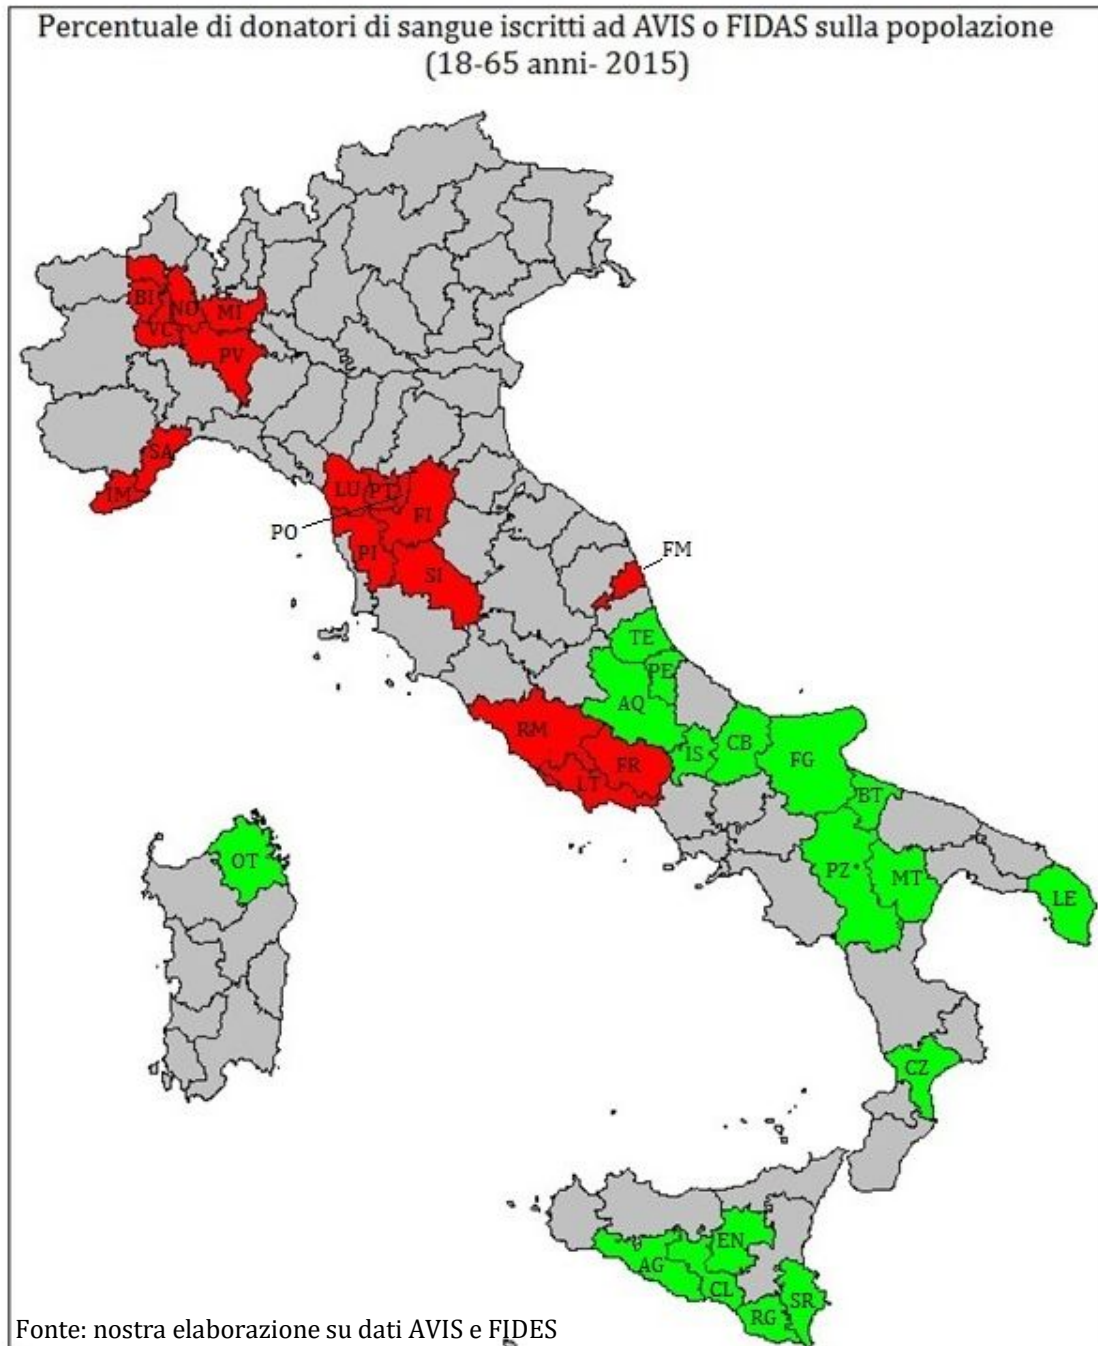 Percentuale di donatori di sangue iscritti ad AVIS o FIDAS sulla popolazione
(18-65 anni- 2015)
BI
NO
MI
VC
PV
SA
IM
LU
PT
PO
FI
PI
SI
FM
TE
PE
AQ
RM
FR
LT
IS
CB
FG
BT
PZ*
MT
LE
OT
CZ
EN
AG
CL
SR
RG
Fonte: nostra elaborazione su dati AVIS e FIDES